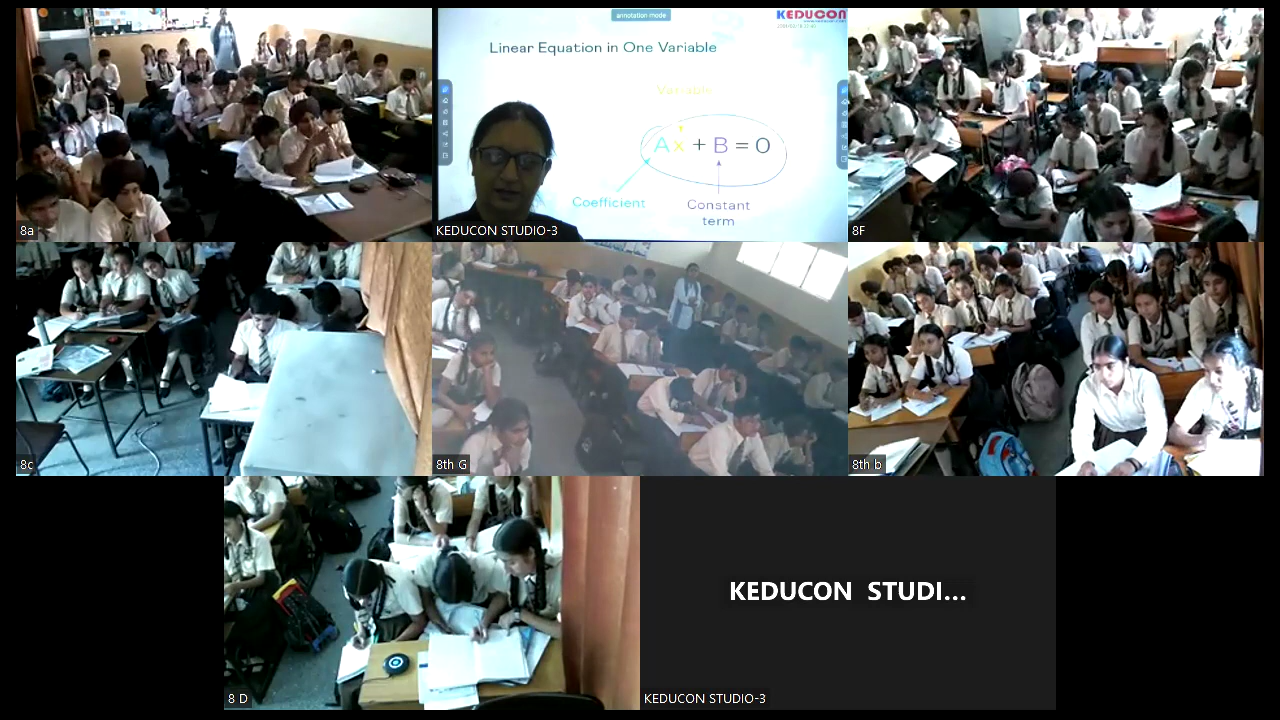 annotation mode
KEDUCON
Linear Equation in One Variable
Variable
Ax + B = 0
Coefficient
Constant
term
8a
KEDUCON STUDIO-3
8F
8c
8th G
8th b
KEDUCON STUDI...
8 D
KEDUCON STUDIO-3